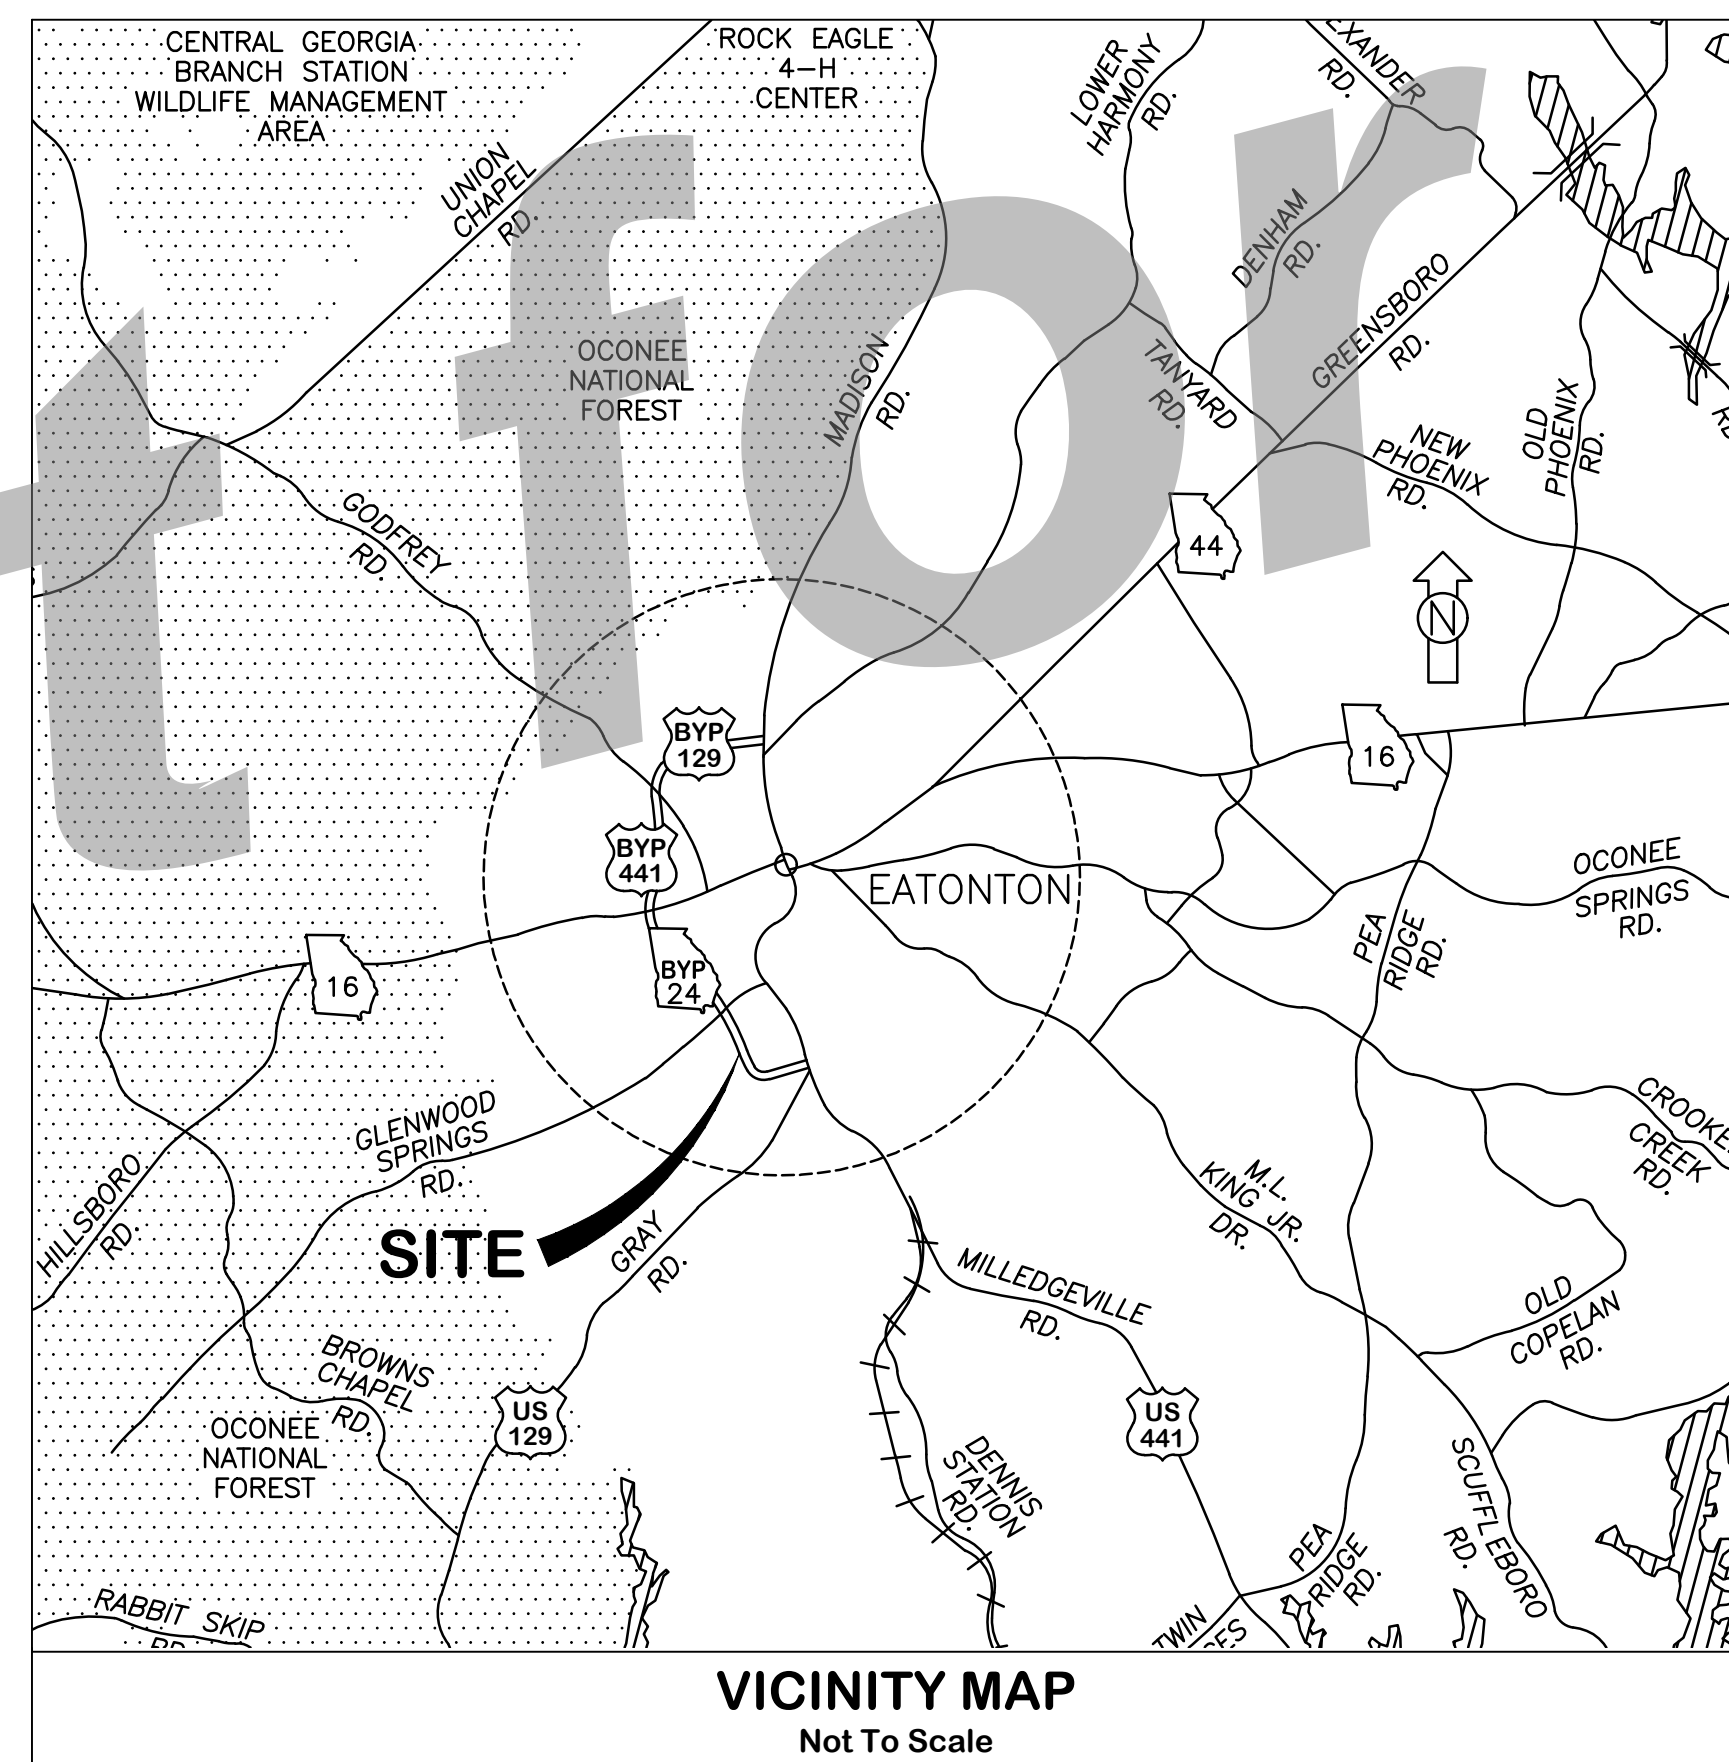 CENTRAL GEORGIA
BRANCH STATION
WILDLIFE MANAGEMENT
AREA
ROCK EAGLE
4-H
CENTER
LOWER
HARMONY
RD.
EXANDER
RD.
UNION
CHAPEL
RD.
t for
DENHAM
RD.
GREENSBORO
RD.
OCONEE
NATIONAL
FOREST
MADISON
RD.
TANYARD
RD.
OLD
PHOENIX
RD.
NEW
PHOENIX
RD.
GODFREY
RD.
44
N
BYP
129
16
BYP
441
EATONTON
OCONEE
SPRINGS
RD.
PEA
RIDGE
RD.
16
BYP
24
GLENWOOD
SPRINGS
RD.
HILLSBORO
RD.
SITE
GRAY
RD.
M.L.
KING JR.
DR.
CROOKE
CREEK
RD.
MILLEDGEVILLE
RD.
OLD
COPELAN
RD.
BROWNS
CHAPEL
RD.
OCONEE
NATIONAL
FOREST
US
129
US
441
DENNIS
STATION
RD.
SCUFFLEBORO
RD.
PEA
RIDGE
RD.
TWIN
RABBIT SKIP
RD.
VICINITY MAP
Not To Scale